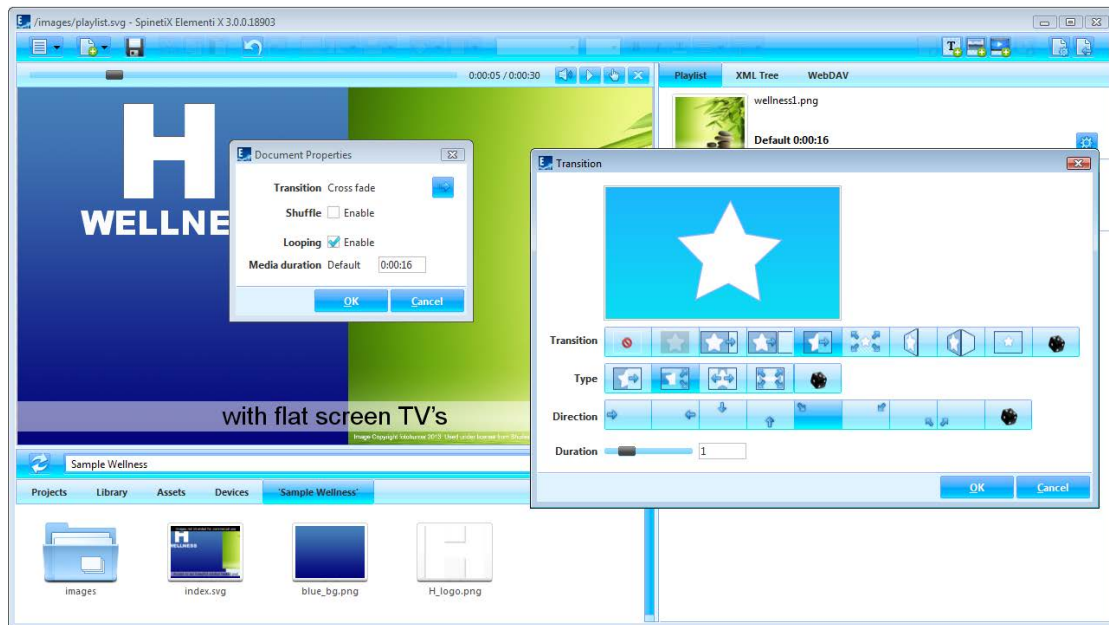 /images/playlist.svg - SpinetiX Elementi X 3.0.0.18903
0:00:05 / 0:00:30
Playlist XML Tree WebDAV
wellness1.png
Default 0:00:16
H
WELLNE
with flat screen TV's
Document Properties
Transition Cross fade
Shuffle Enable
Looping Enable
Media duration Default 0:00:16
OK Cancel
Transition
Transition
Type
Direction
Duration 1
OK Cancel
Sample Wellness
Projects Library Assets Devices 'Sample Wellness'
H
WELLNESS
images index.svg blue_bg.png H_logo.png